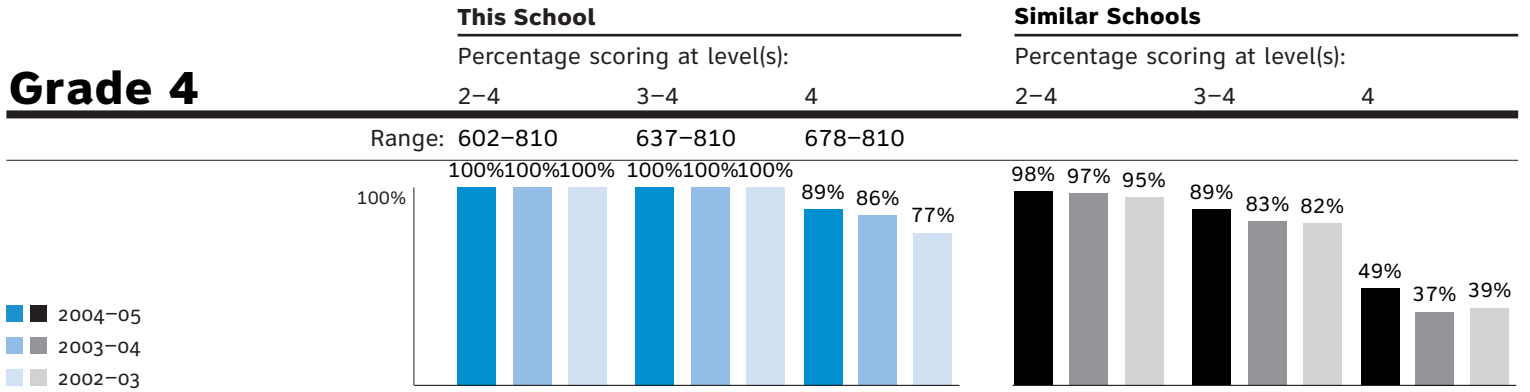 This School Similar Schools
Percentage scoring at level(s): Percentage scoring at level(s):
Grade 4 2–4 3–4 4 2–4 3–4 4
Range: 602–810 637–810 678–810
100% 100% 100% 100% 100% 100% 89% 86% 77% 98% 97% 95% 89% 83% 82% 49% 37% 39%
100%
2004–05
2003–04
2002–03